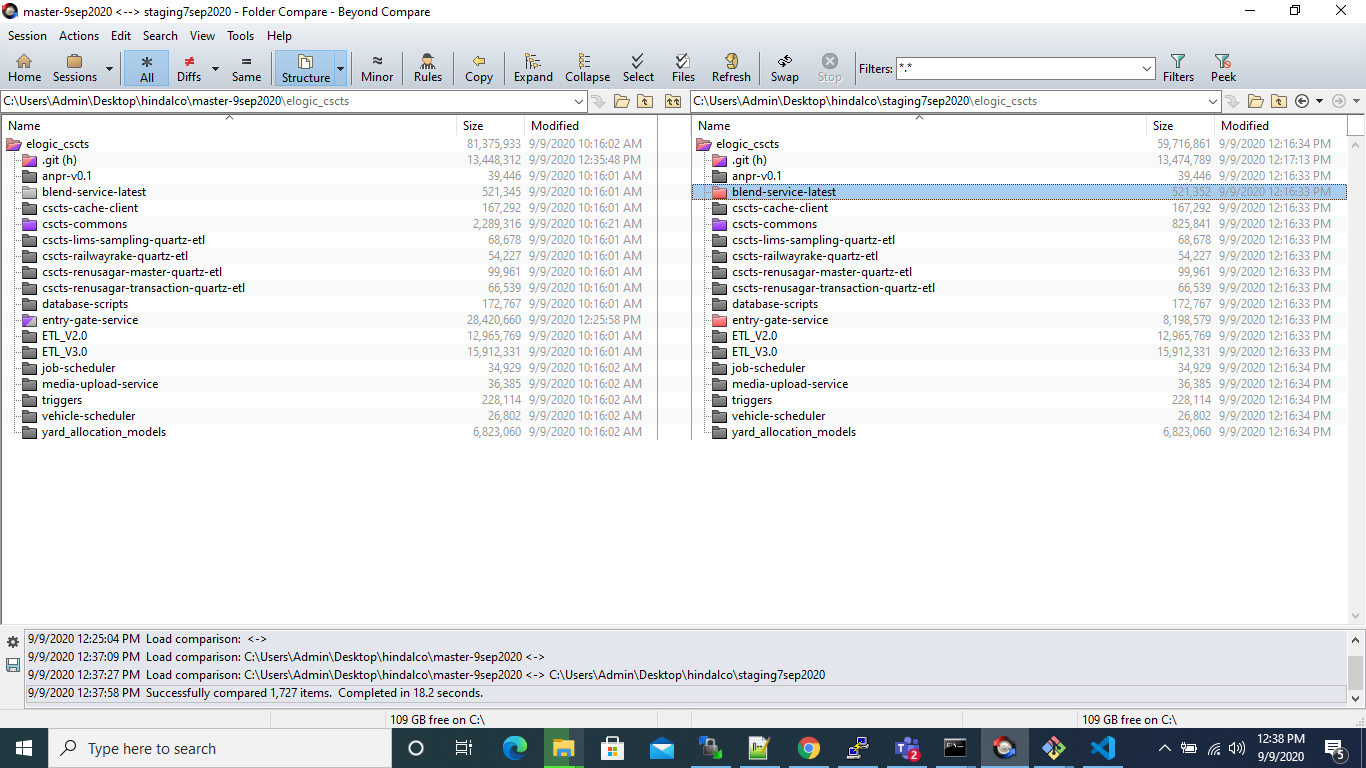 master-9sep2020 <--> staging7sep2020 - Folder Compare - Beyond Compare
Session Actions Edit Search View Tools Help
Home Sessions All Diffs Same Structure Minor Rules Copy Expand Collapse Select Files Refresh Swap Stop Filters: *.* Filters Peek
C:\Users\Admin\Desktop\hindalco\master-9sep2020\elogic_cscts C:\Users\Admin\Desktop\hindalco\staging7sep2020\elogic_cscts
Name Size Modified Name Size Modified
elogic_cscts 81,375,933 9/9/2020 10:16:02 AM elogic_cscts 59,716,861 9/9/2020 12:16:34 PM
.git (h) 13,448,312 9/9/2020 12:35:48 PM .git (h) 13,474,789 9/9/2020 12:17:13 PM
anpr-v0.1 39,446 9/9/2020 10:16:01 AM anpr-v0.1 39,446 9/9/2020 12:16:33 PM
blend-service-latest 521,345 9/9/2020 10:16:01 AM blend-service-latest 521,352 9/9/2020 12:16:33 PM
cscts-cache-client 167,292 9/9/2020 10:16:01 AM cscts-cache-client 167,292 9/9/2020 12:16:33 PM
cscts-commons 2,289,316 9/9/2020 10:16:21 AM cscts-commons 825,841 9/9/2020 12:16:33 PM
cscts-lims-sampling-quartz-etl 68,678 9/9/2020 10:16:01 AM cscts-lims-sampling-quartz-etl 68,678 9/9/2020 12:16:33 PM
cscts-railwayrake-quartz-etl 54,227 9/9/2020 10:16:01 AM cscts-railwayrake-quartz-etl 54,227 9/9/2020 12:16:33 PM
cscts-renusagar-master-quartz-etl 99,961 9/9/2020 10:16:01 AM cscts-renusagar-master-quartz-etl 99,961 9/9/2020 12:16:33 PM
cscts-renusagar-transaction-quartz-etl 66,539 9/9/2020 10:16:01 AM cscts-renusagar-transaction-quartz-etl 66,539 9/9/2020 12:16:33 PM
database-scripts 172,767 9/9/2020 10:16:01 AM database-scripts 172,767 9/9/2020 12:16:33 PM
entry-gate-service 28,420,660 9/9/2020 12:25:58 PM entry-gate-service 8,198,579 9/9/2020 12:16:33 PM
ETL_V2.0 12,965,769 9/9/2020 10:16:01 AM ETL_V2.0 12,965,769 9/9/2020 12:16:33 PM
ETL_V3.0 15,912,331 9/9/2020 10:16:01 AM ETL_V3.0 15,912,331 9/9/2020 12:16:33 PM
job-scheduler 34,929 9/9/2020 10:16:02 AM job-scheduler 34,929 9/9/2020 12:16:33 PM
media-upload-service 36,385 9/9/2020 10:16:02 AM media-upload-service 36,385 9/9/2020 12:16:33 PM
triggers 228,114 9/9/2020 10:16:02 AM triggers 228,114 9/9/2020 12:16:34 PM
vehicle-scheduler 26,802 9/9/2020 10:16:02 AM vehicle-scheduler 26,802 9/9/2020 12:16:34 PM
yard_allocation_models 6,823,060 9/9/2020 10:16:02 AM yard_allocation_models 6,823,060 9/9/2020 12:16:34 PM
9/9/2020 12:25:04 PM Load comparison: <->
9/9/2020 12:37:09 PM Load comparison: C:\Users\Admin\Desktop\hindalco\master-9sep2020 <->
9/9/2020 12:37:27 PM Load comparison: C:\Users\Admin\Desktop\hindalco\master-9sep2020 <-> C:\Users\Admin\Desktop\hindalco\staging7sep2020
9/9/2020 12:37:58 PM Successfully compared 1,727 items. Completed in 18.2 seconds.
109 GB free on C:\ 109 GB free on C:\
Type here to search 2 12:38 PM
9/9/2020 5